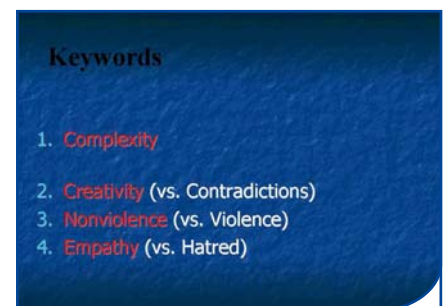 Keywords
1. Complexity
2. Creativity (vs. Contradictions)
3. Nonviolence (vs. Violence)
4. Empathy (vs. Hatred)